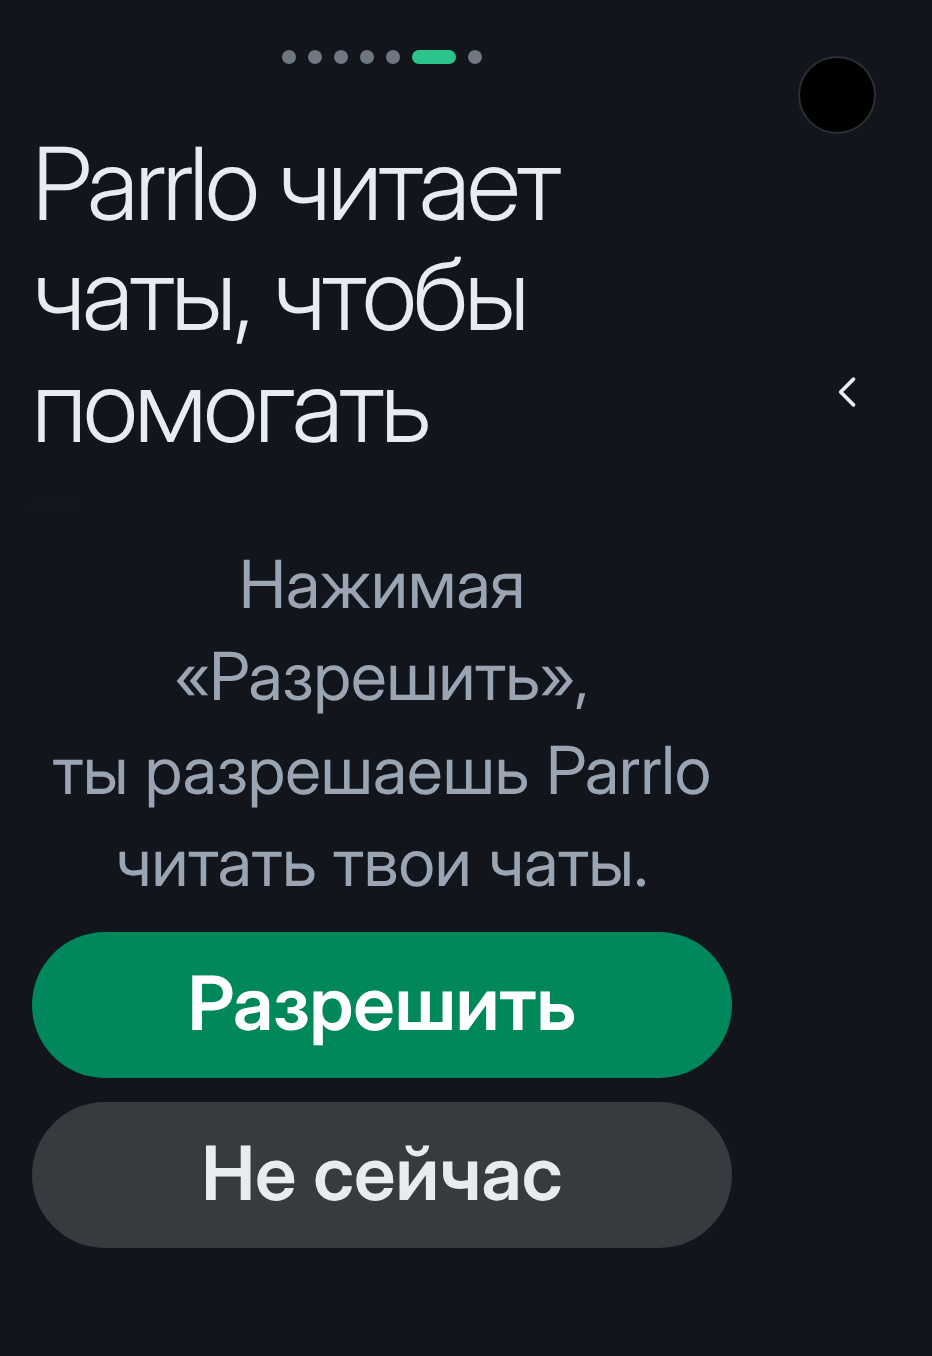 Parrlo читает
чаты, чтобы
помогать
Нажимая
«Разрешить»,
ты разрешаешь Parrlo
читать твои чаты.
Разрешить
Не сейчас